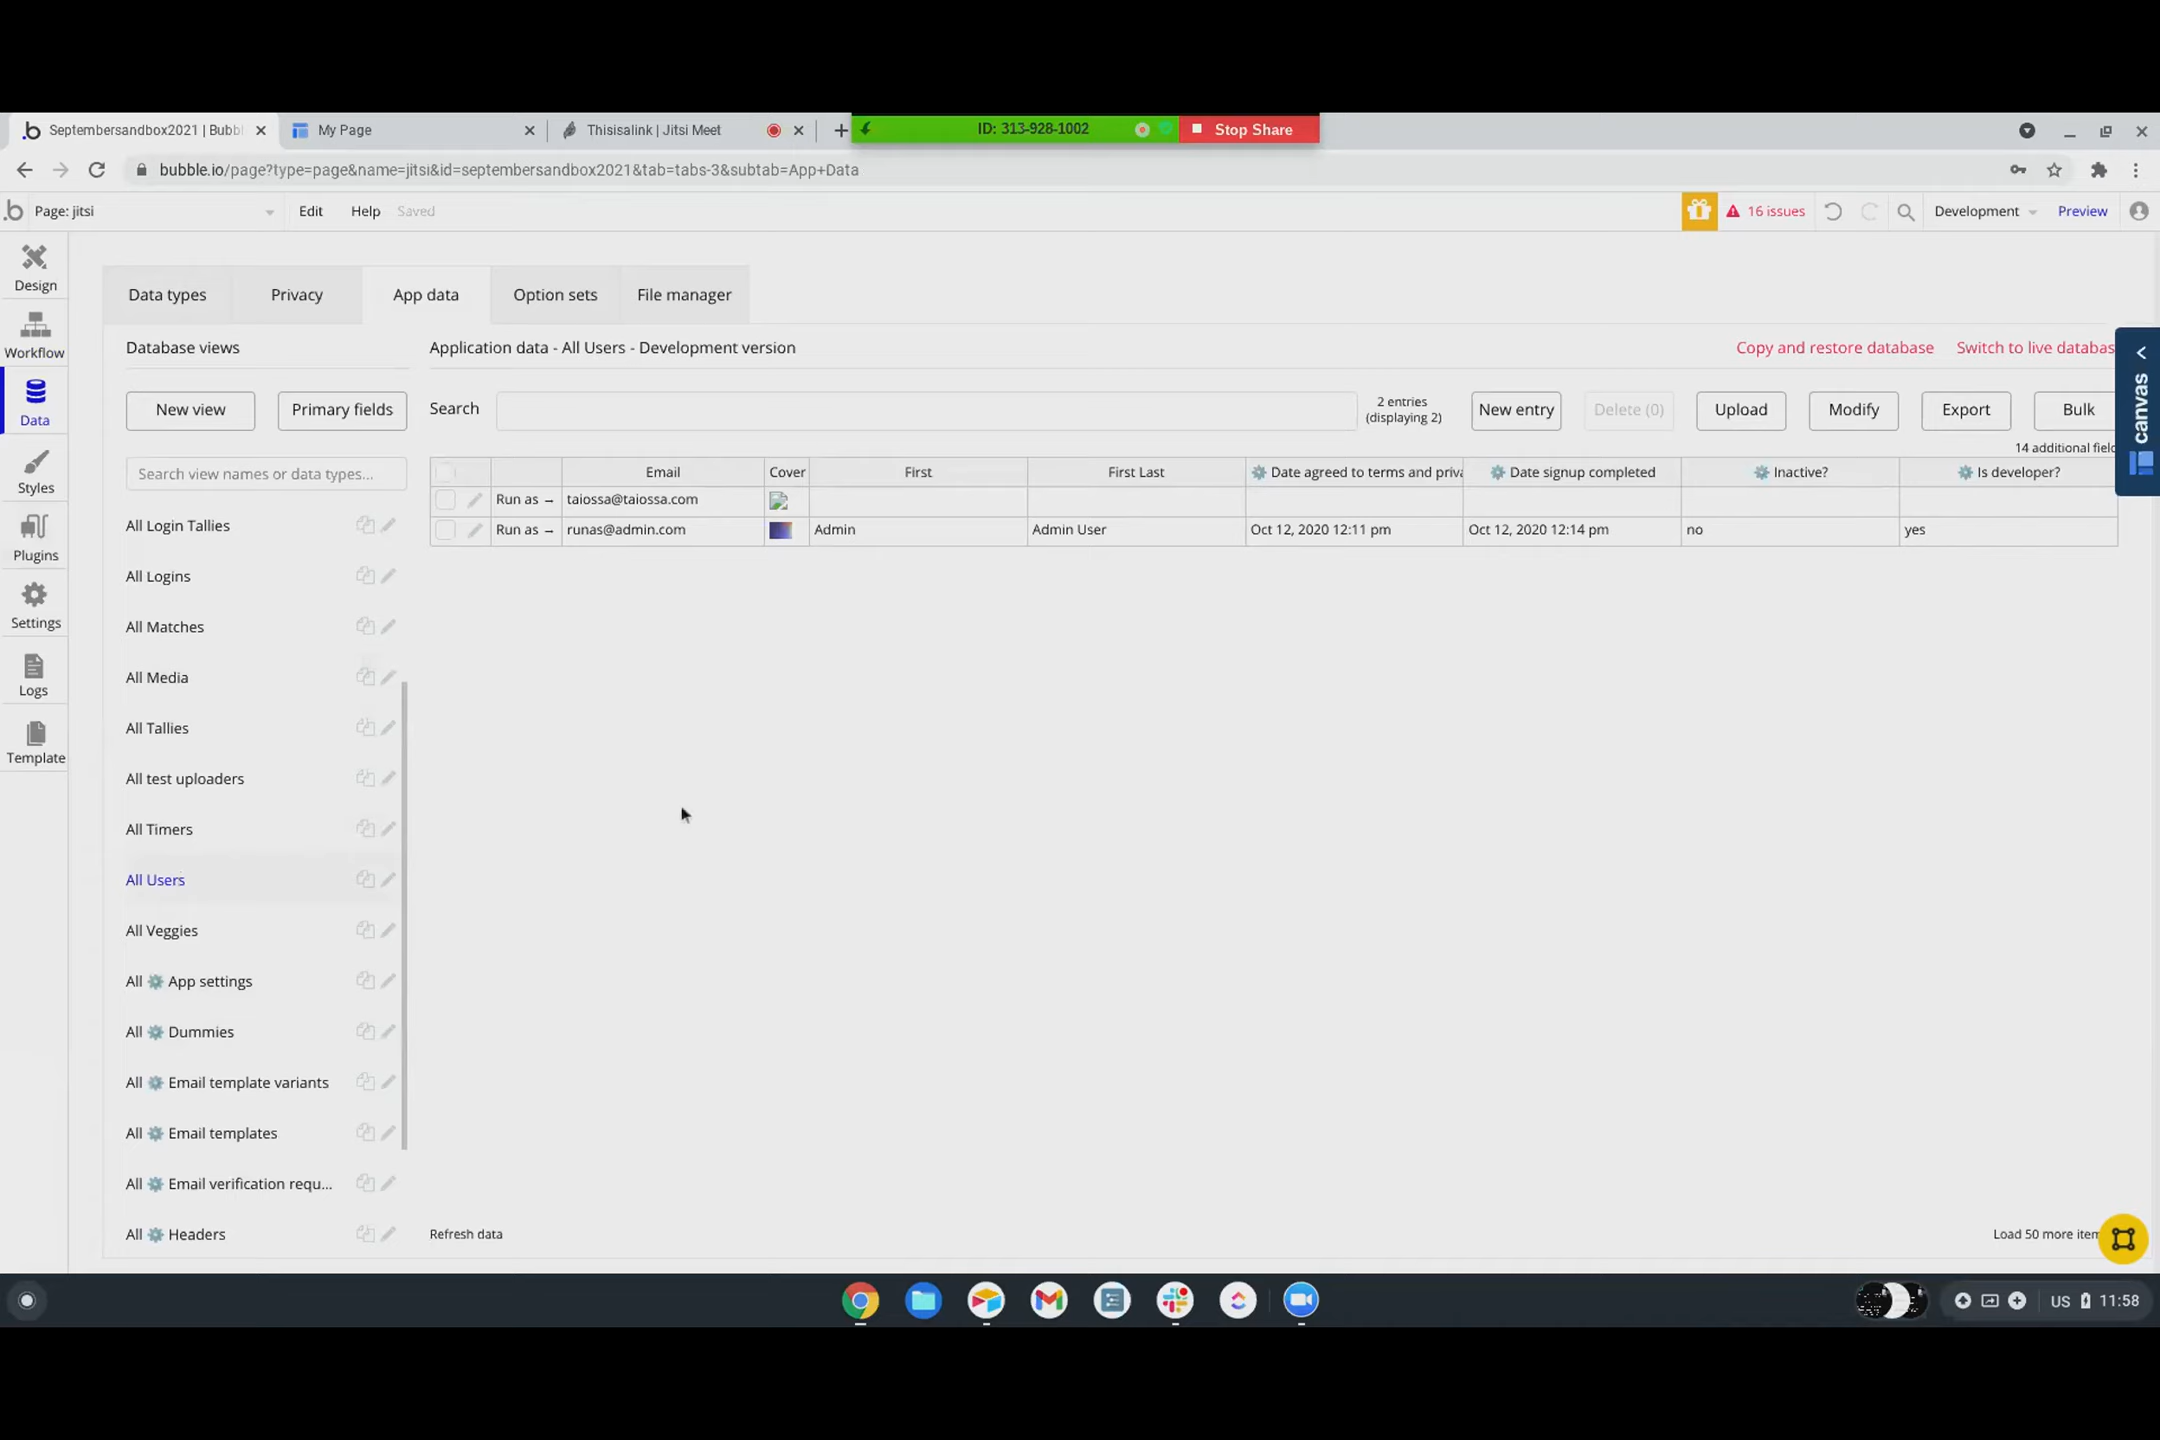 Septembersandbox2021 | Bubbl
My Page
Thisisalink | Jitsi Meet
ID: 313-928-1002
Stop Share
bubble.io/page?type=page&name=jitsi&id=septembersandbox2021&tab=tabs-3&subtab=App+Data
Page: jitsi
Edit
Help
Saved
16 issues
Development
Preview
Design
Workflow
Data
Styles
Plugins
Settings
Logs
Template
Data types
Privacy
App data
Option sets
File manager
Database views
Application data - All Users - Development version
Copy and restore database
Switch to live databas
canvas
New view
Primary fields
Search
2 entries
(displaying 2)
New entry
Delete (0)
Upload
Modify
Export
Bulk
14 additional field
Search view names or data types...
Email
Cover
First
First Last
Date agreed to terms and priva
Date signup completed
Inactive?
Is developer?
Run as → taiossa@taiossa.com
Run as → runas@admin.com Admin Admin User Oct 12, 2020 12:11 pm Oct 12, 2020 12:14 pm no yes
All Login Tallies
All Logins
All Matches
All Media
All Tallies
All test uploaders
All Timers
All Users
All Veggies
All ⚙️ App settings
All ⚙️ Dummies
All ⚙️ Email template variants
All ⚙️ Email templates
All ⚙️ Email verification requ...
All ⚙️ Headers
Refresh data
Load 50 more item
US
11:58